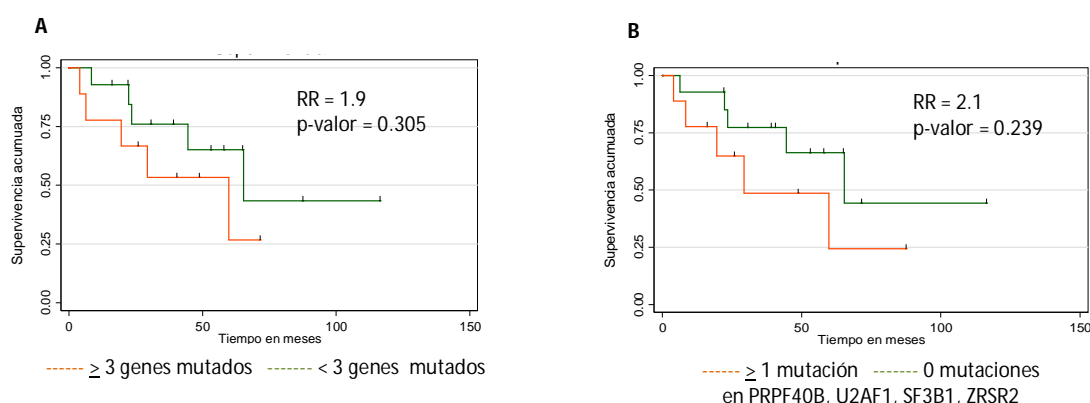 A
RR = 1.9
p-valor = 0.305
Supervivencia acumuada
1.00
0.75
0.50
0.25
0.00
0
50
100
150
Tiempo en meses
≥ 3 genes mutados
< 3 genes mutados
B
RR = 2.1
p-valor = 0.239
Supervivencia acumuada
1.00
0.75
0.50
0.25
0.00
0
50
100
150
Tiempo en meses
≥ 1 mutación
0 mutaciones
en PRPF40B, U2AF1, SF3B1, ZRSR2